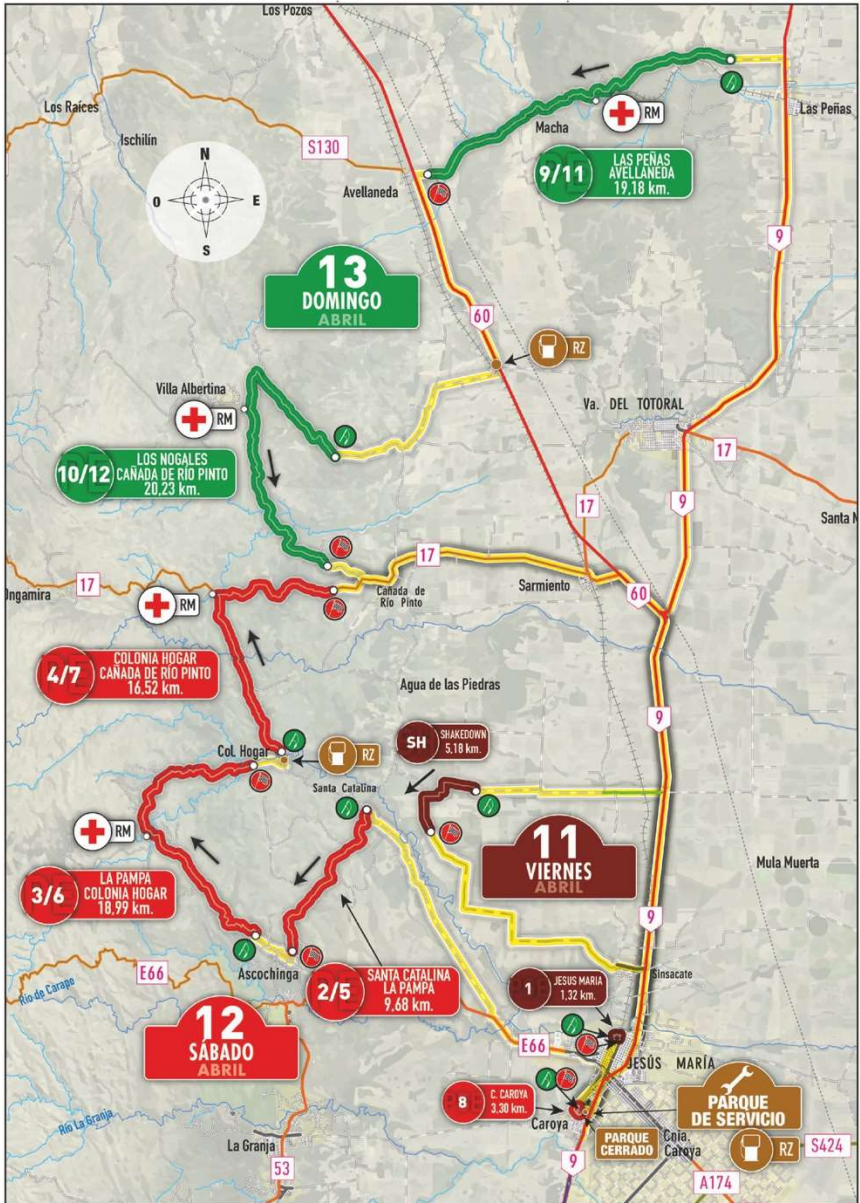 Los Pozos
Los Raíces
Ischilín
N
O
E
S
S130
Avellaneda
Macha
RM
Las Peñas
9/11
LAS PEÑAS
AVELLANEDA
19,18 km.
9
13
DOMINGO
ABRIL
60
RZ
Villa Albertina
RM
Va. DEL TOTORAL
10/12
LOS NOGALES
CAÑADA DE RÍO PINTO
20,23 km.
17
17
9
Santa M
Ongamira
17
RM
17
Cañada de
Río Pinto
Sarmiento
60
4/7
COLONIA HOGAR
CAÑADA DE RÍO PINTO
16,52 km.
Agua de las Piedras
9
SH
SHAKEDOWN
5,18 km.
Col. Hogar
RZ
Santa Catalina
RM
11
VIERNES
ABRIL
Mula Muerta
3/6
LA PAMPA
COLONIA HOGAR
18,99 km.
9
Ascochinga
E66
Río de Carape
2/5
SANTA CATALINA
LA PAMPA
9,68 km.
Sinsacate
1
JESUS MARIA
1,32 km.
12
SÁBADO
ABRIL
E66
JESÚS MARÍA
8
C. CAROYA
3,30 km.
Caroya
PARQUE
DE SERVICIO
PARQUE
CERRADO
Cnia.
Caroya
RZ
S424
Río La Granja
La Granja
53
9
A174